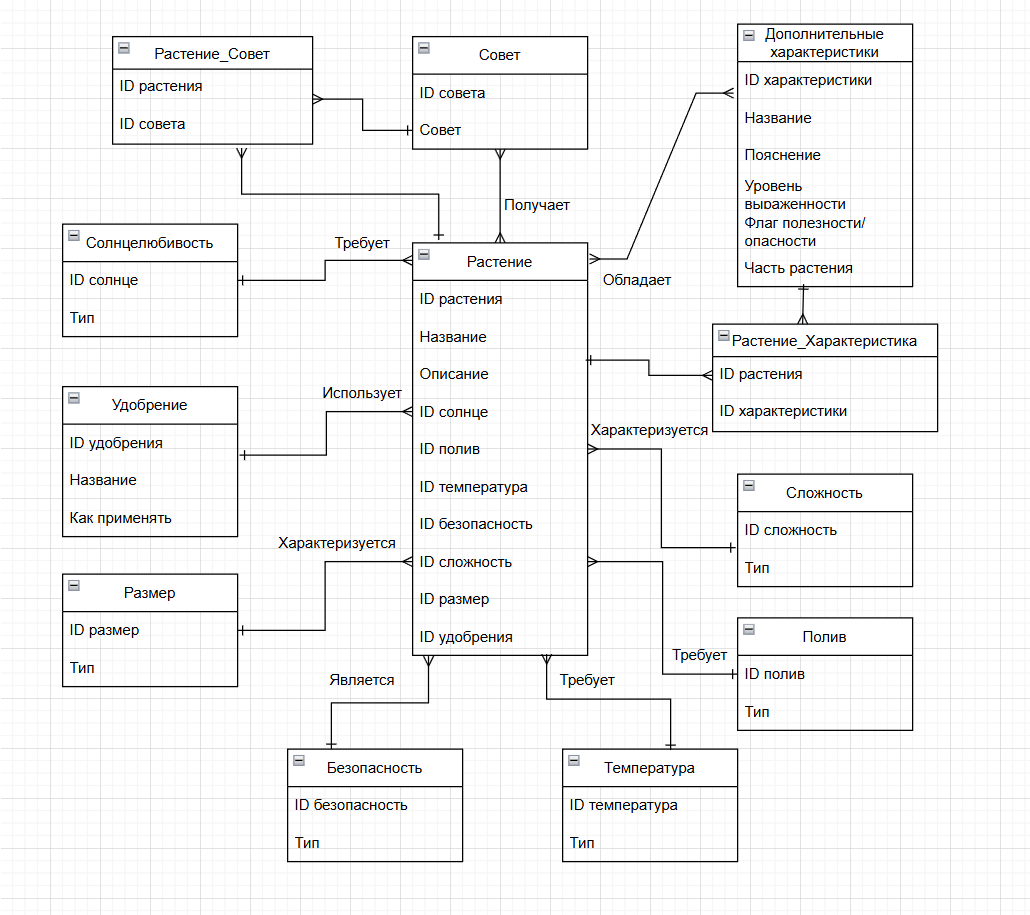 Растение_Совет
ID растения
ID совета
Совет
ID совета
Совет
Дополнительные
характеристики
ID характеристики
Название
Пояснение
Уровень
выраженности
Флаг полезности/
опасности
Часть растения
Получает
Солнцелюбивость
ID солнце
Тип
Требует
Обладает
Растение
ID растения
Название
Описание
ID солнце
ID полив
ID температура
ID безопасность
ID сложность
ID размер
ID удобрения
Растение_Характеристика
ID растения
ID характеристики
Использует
Удобрение
ID удобрения
Название
Как применять
Характеризуется
Сложность
ID сложность
Тип
Характеризуется
Размер
ID размер
Тип
Полив
ID полив
Тип
Требует
Является
Требует
Безопасность
ID безопасность
Тип
Температура
ID температура
Тип